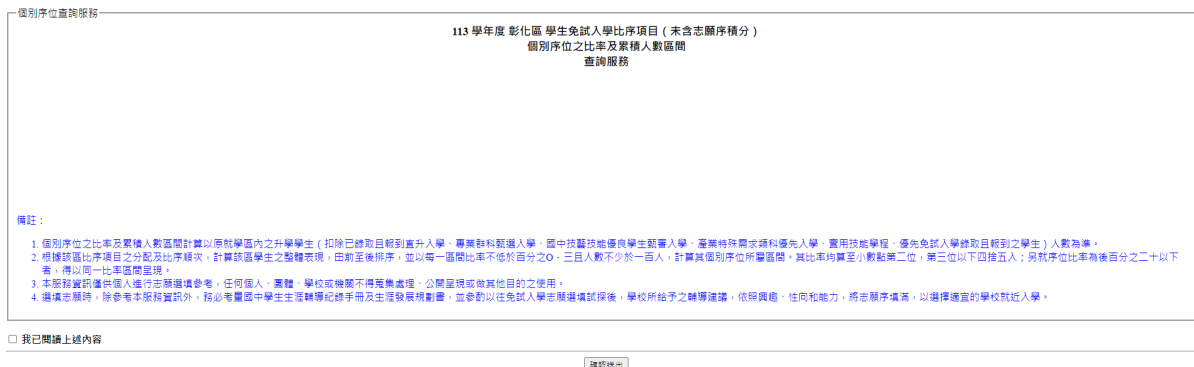 個別序位查詢服務
113 學年度 彰化區 學生免試入學比序項目 ( 未含志願序積分 )
個別序位之比率及累積人數區間
查詢服務
備註：
1. 個別序位之比率及累積人數區間計算以原就學區內之升學學生 ( 扣除已錄取且報到直升入學、專業群科甄選入學、國中技藝技能優良學生甄審入學、產業特殊需求類科優先入學、實用技能學程、優先免試入學錄取且報到之學生 ) 人數為準。
2. 根據該區比序項目之分配及比序順次，計算該區學生之整體表現，由前至後排序，並以每一區間比率不低於百分之0．三且人數不少於一百人，計算其個別序位所屬區間。其比率均算至小數點第二位，第三位以下四捨五入；另就序位比率為後百分之二十以下
者，得以同一比率區間呈現。
3. 本服務資訊僅供個人進行志願選填參考，任何個人、團體、學校或機關不得蒐集處理、公開呈現或做其他目的之使用。
4. 選填志願時，除參考本服務資訊外，務必考量國中學生生涯輔導紀錄手冊及生涯發展規劃書，並參酌以往免試入學志願選填試探後，學校所給予之輔導建議，依照興趣、性向和能力，將志願序填滿，以選擇適宜的學校就近入學。
我已閱讀上述內容
確認送出